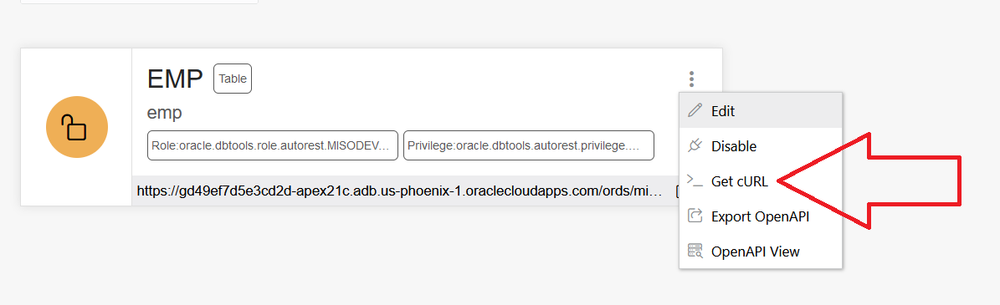 EMP Table
emp
Role:oracle.dbtools.role.autorest.MISODEV... Privilege:oracle.dbtools.autorest.privilege....
https://gd49ef7d5e3cd2d-apex21c.adb.us-phoenix-1.oraclecloudapps.com/ords/mi...
Edit
Disable
Get cURL
Export OpenAPI
OpenAPI View